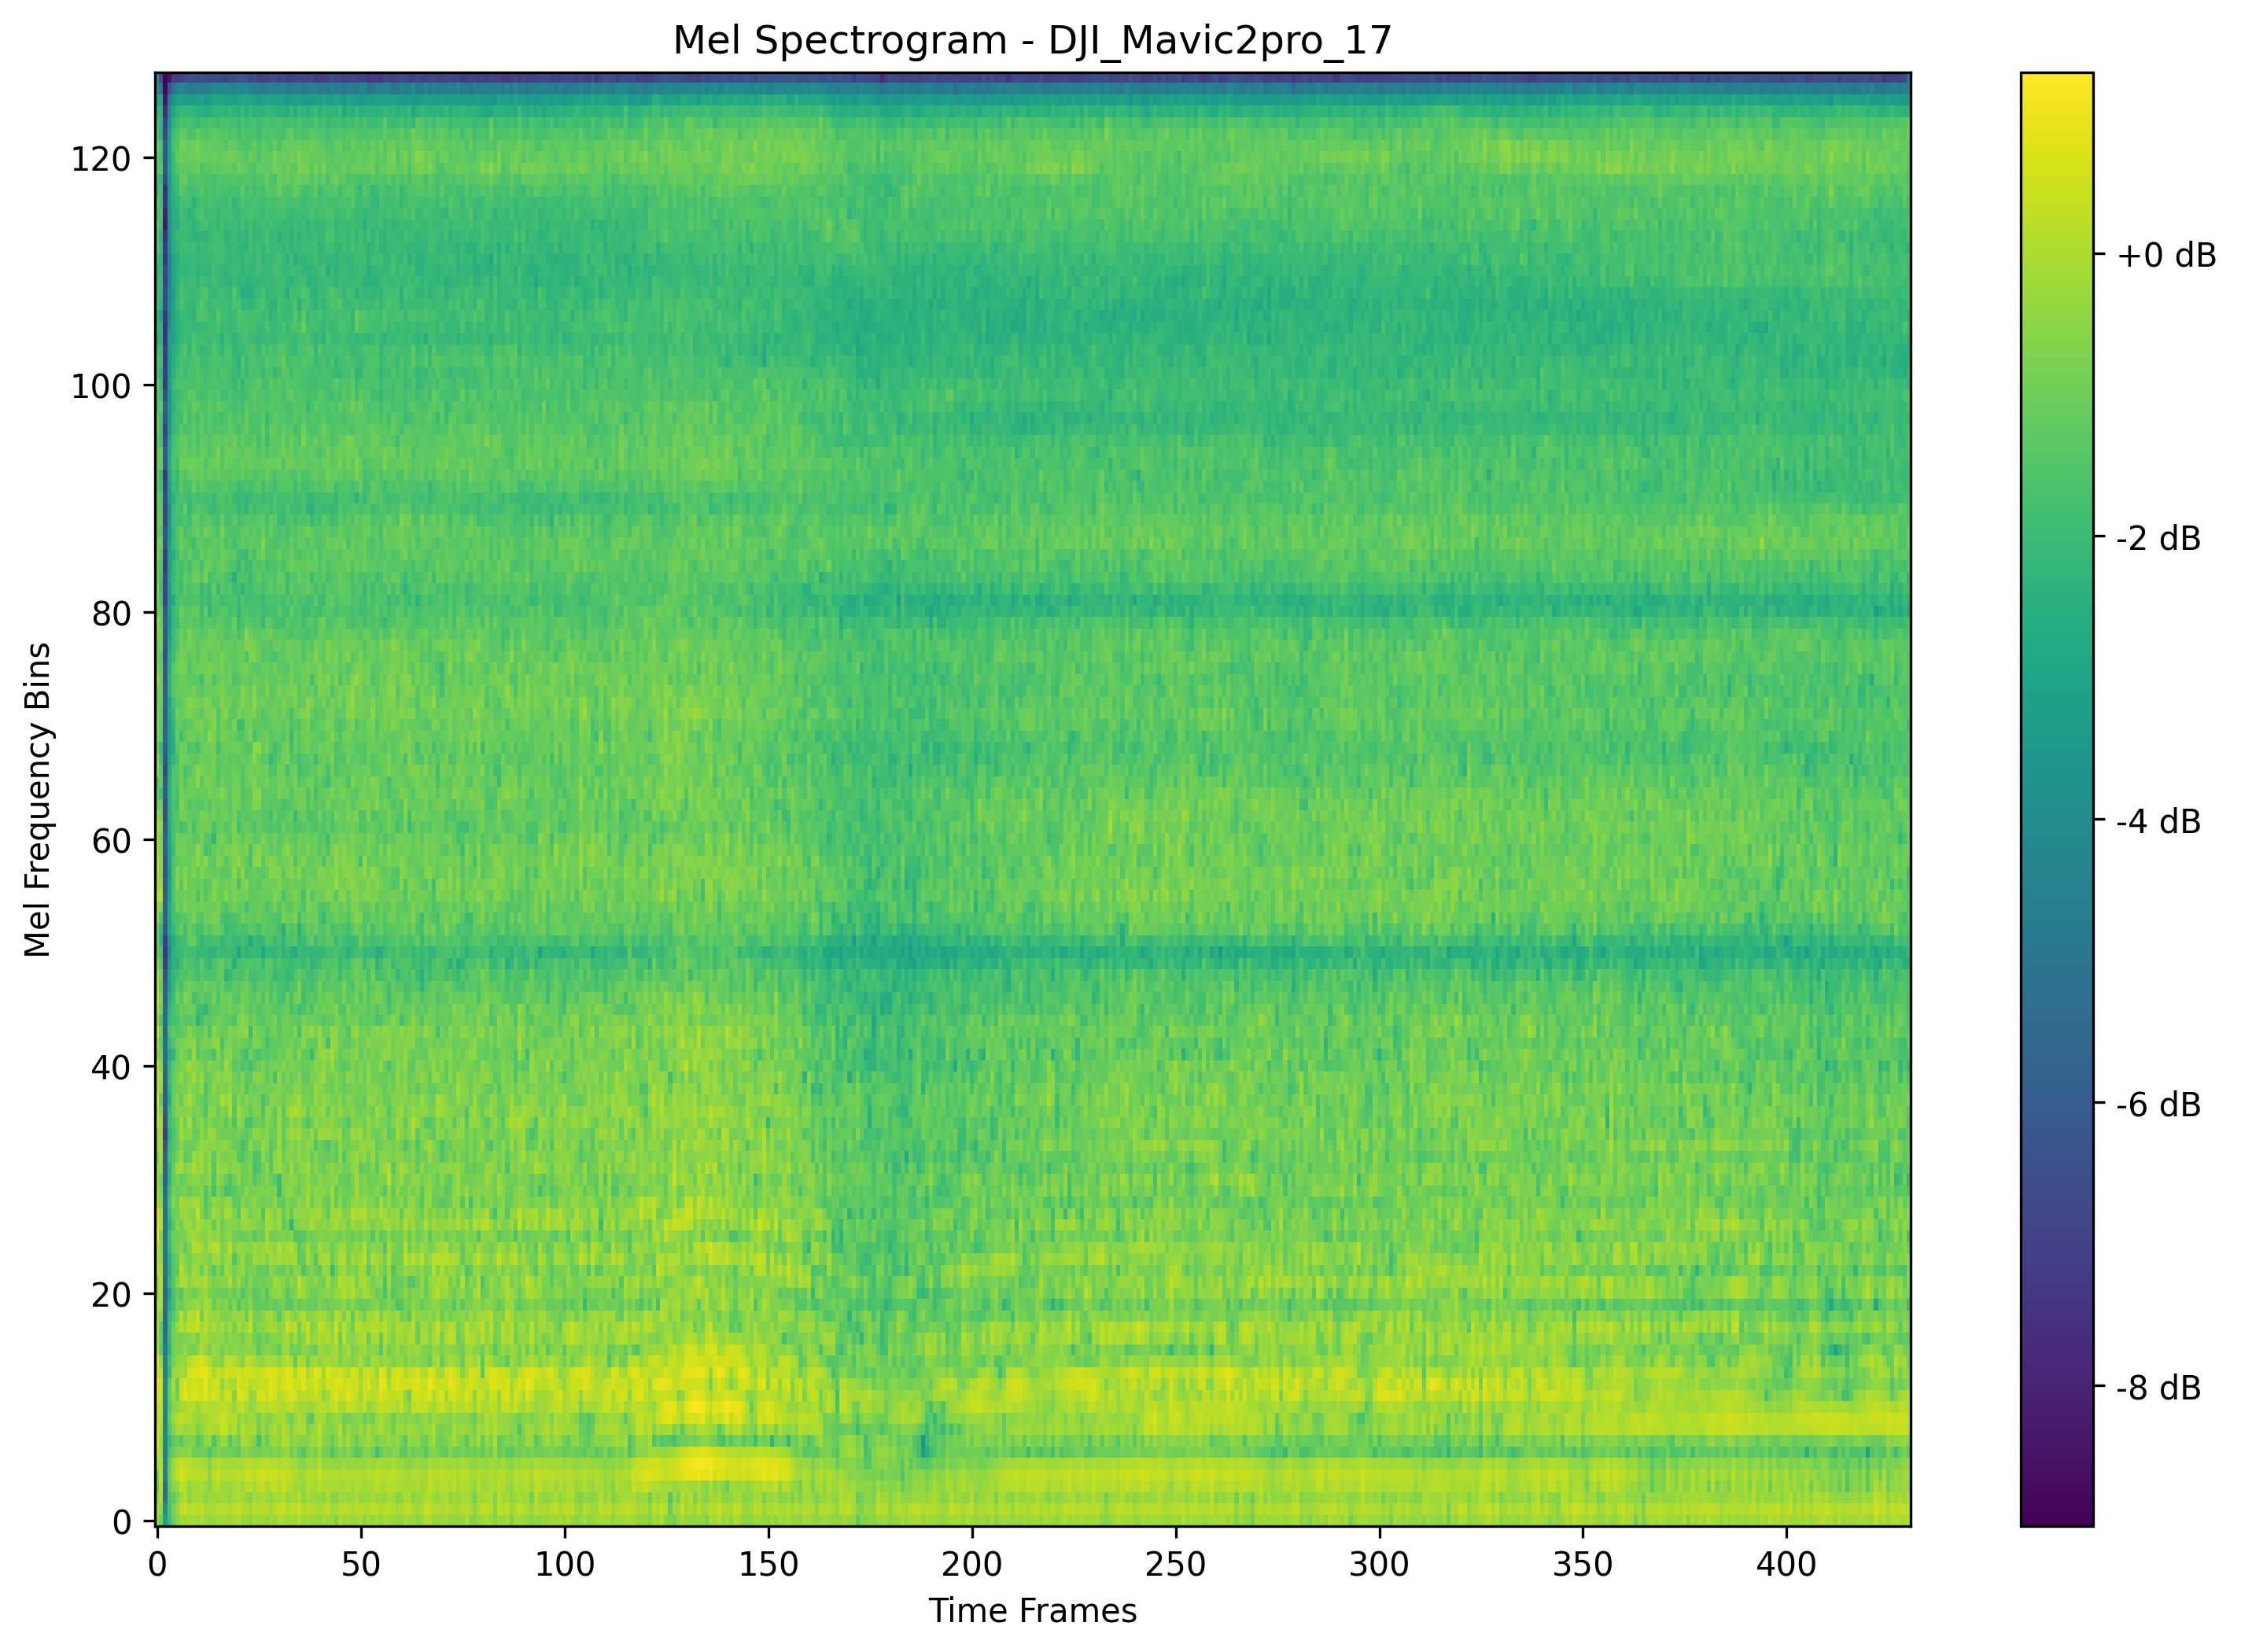 Mel Spectrogram - DJI_Mavic2pro_17
Mel Frequency Bins
120
100
80
60
40
20
0
0 50 100 150 200 250 300 350 400
Time Frames
+0 dB
-2 dB
-4 dB
-6 dB
-8 dB